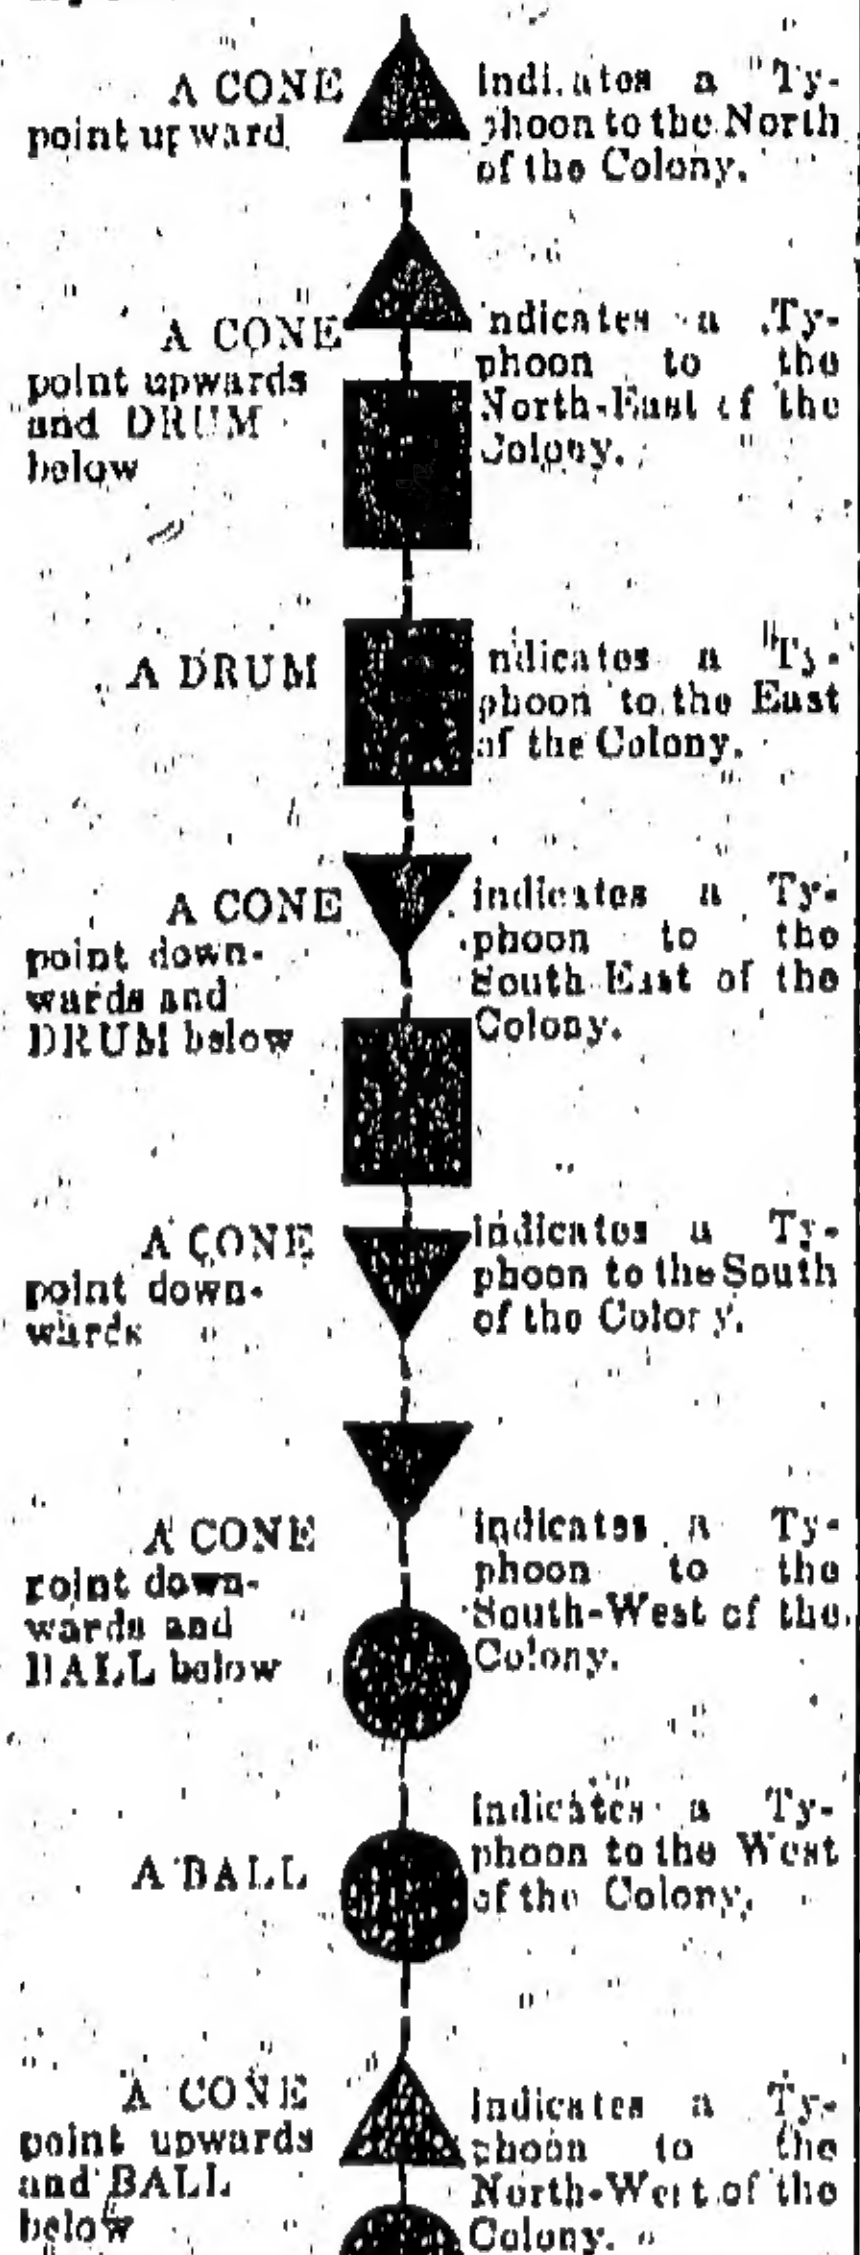 A CONE
point upward
Indicates a Ty-
phoon to the North
of the Colony.
A CONE
point upwards
and DRUM
below
Indicates a Ty-
phoon to the
North-East of the
Colony.
A DRUM
Indicates a Ty-
phoon to the East
of the Colony.
A CONE
point down-
wards and
DRUM below
indicates a Ty-
phoon to the
South East of the
Colony.
A CONE
point down-
wards
indicates a Ty-
phoon to the South
of the Colony.
A CONE
point down-
wards and
BALL below
indicates a Ty-
phoon to the
South-West of the
Colony.
A BALL
Indicates a Ty-
phoon to the West
of the Colony.
A CONE
point upwards
and BALL
below
Indicates a Ty-
phoon to the
North-West of the
Colony.